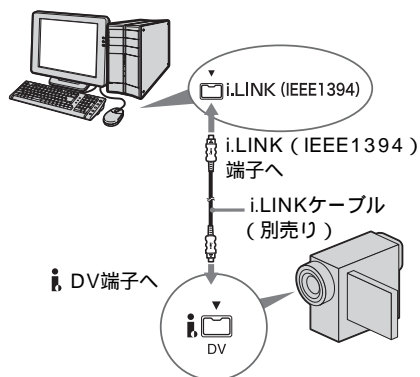 i.LINK (IEEE1394)
i.LINK（IEEE1394）
端子へ
i.LINKケーブル
（別売り）
i DV端子へ
i
DV